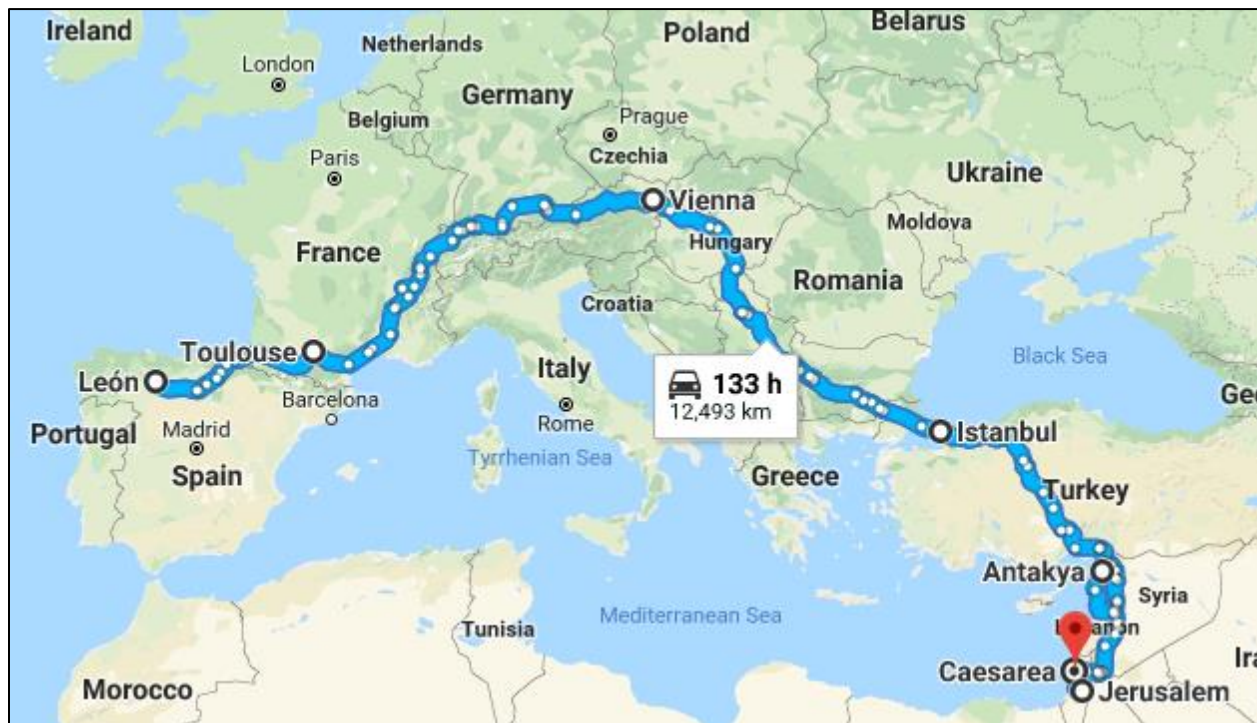 Ireland
Netherlands
Poland
Belarus
London
Germany
Belgium
Prague
Czechia
Paris
Ukraine
Vienna
Moldova
France
Hungary
Romania
Croatia
Toulouse
León
Italy
Black Sea
133 h
12,493 km
Barcelona
Rome
Portugal
Madrid
Spain
Tyrrhenian Sea
Istanbul
Greece
Turkey
Antakya
Syria
Mediterranean Sea
Tunisia
Caesarea
Morocco
Jerusalem